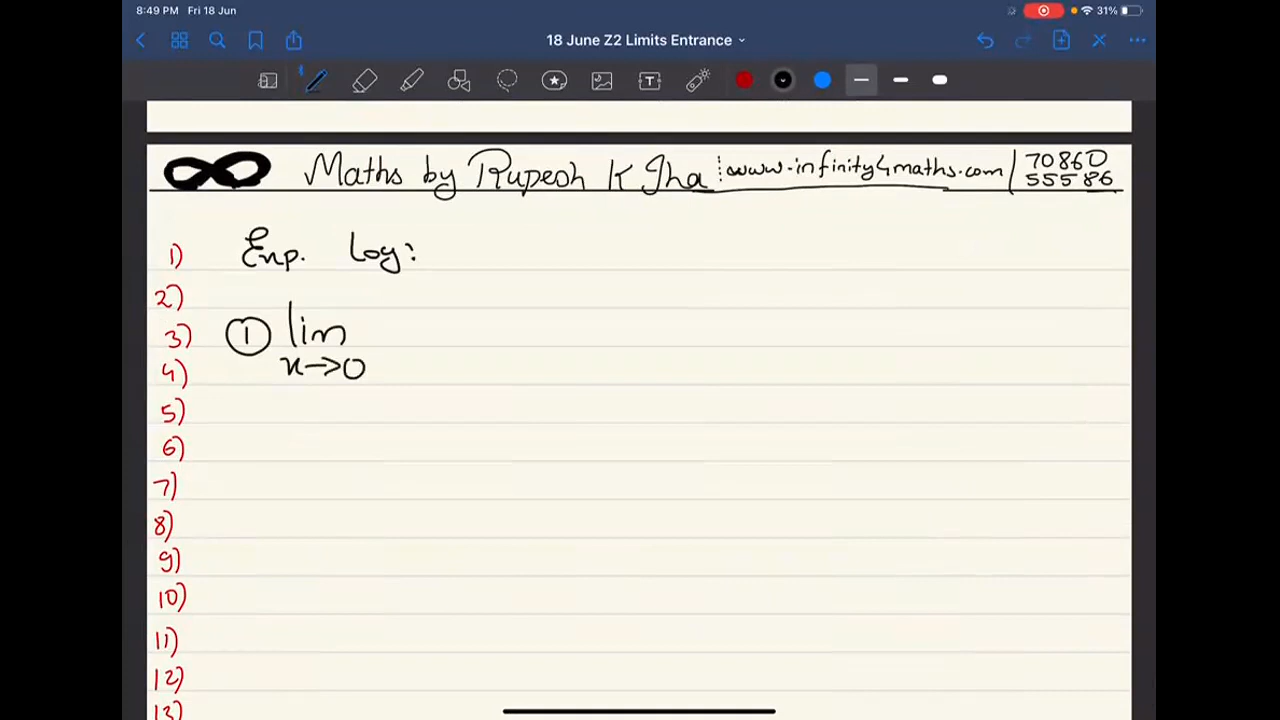 8:49 PM Fri 18 Jun 31%
18 June Z2 Limits Entrance
∞ Maths by Rupesh K Jha www.infinity4maths.com 70860
55586
1) Exp. log:
2)
3) ① lim
4) x→0
5)
6)
7)
8)
9)
10)
11)
12)
13)